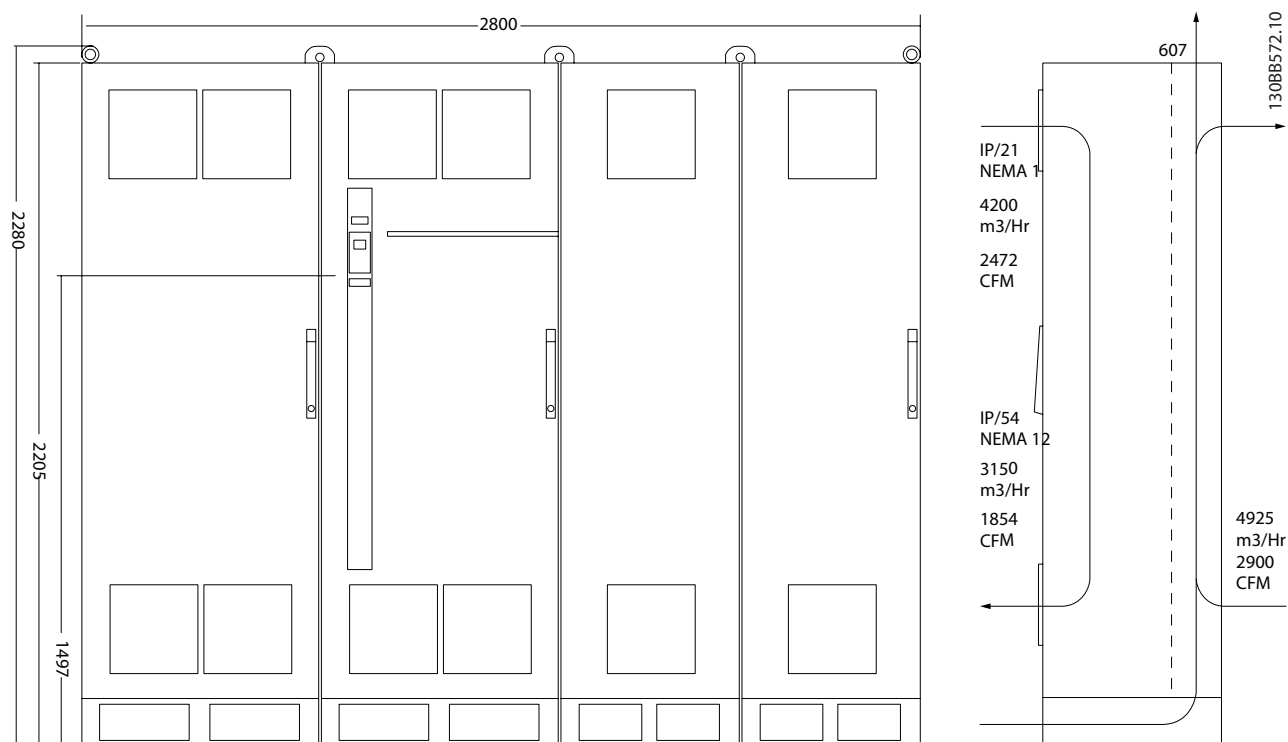 2800
2280
2205
1497
607
130BB572.10
IP/21
NEMA 1
4200
m3/Hr
2472
CFM
IP/54
NEMA 12
3150
m3/Hr
1854
CFM
4925
m3/Hr
2900
CFM